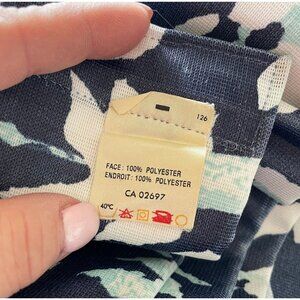 126
FACE: 100% POLYESTER
ENDROIT: 100% POLYESTER
CA 02697
40°C